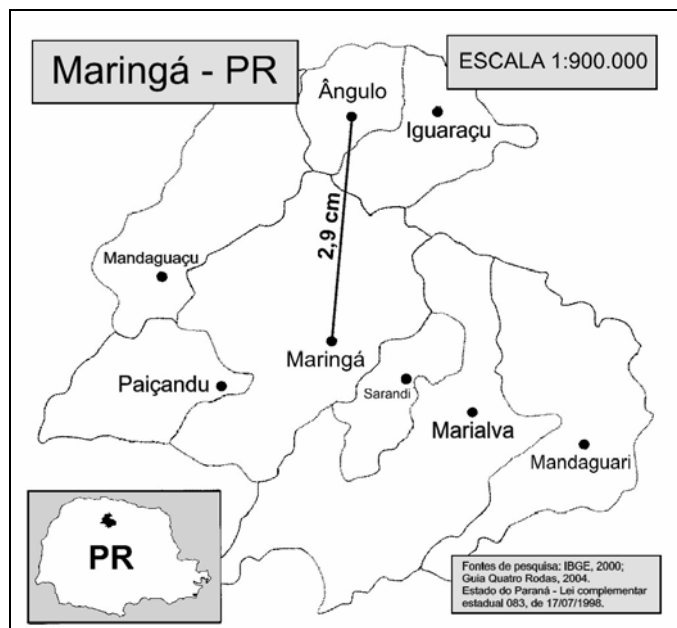 Maringá - PR
ESCALA 1:900.000
Ângulo
Iguaraçu
2,9 cm
Mandaguaçu
Maringá
Paiçandu
Sarandi
Marialva
Mandaguari
PR
Fontes de pesquisa: IBGE, 2000;
Guia Quatro Rodas, 2004.
Estado do Paraná - Lei complementar
estadual 083, de 17/07/1998.